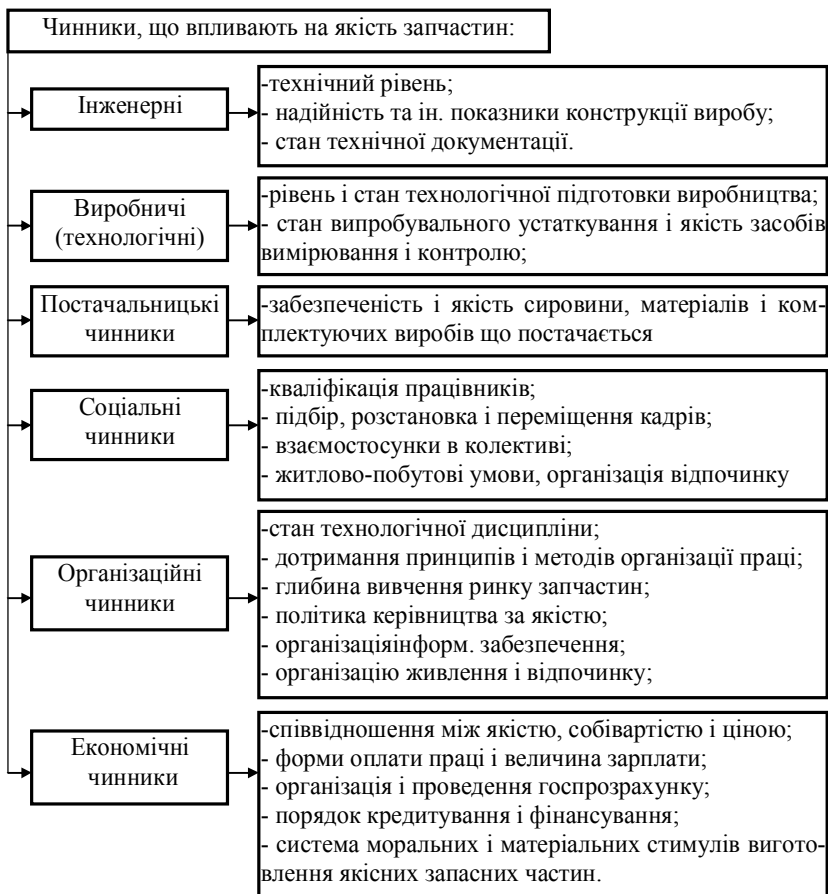 Чинники, що впливають на якість запчастин:
Інженерні
-технічний рівень;
- надійність та ін. показники конструкції виробу;
- стан технічної документації.
Виробничі
(технологічні)
-рівень і стан технологічної підготовки виробництва;
- стан випробувального устаткування і якість засобів
вимірювання і контролю;
Постачальницькі
чинники
-забезпеченість і якість сировини, матеріалів і ком-
плектуючих виробів що постачається
Соціальні
чинники
-кваліфікація працівників;
- підбір, розстановка і переміщення кадрів;
- взаємостосунки в колективі;
- житлово-побутові умови, організація відпочинку
Організаційні
чинники
-стан технологічної дисципліни;
- дотримання принципів і методів організації праці;
- глибина вивчення ринку запчастин;
- політика керівництва за якістю;
- організаціяінформ. забезпечення;
- організацію живлення і відпочинку;
Економічні
чинники
-співвідношення між якістю, собівартістю і ціною;
- форми оплати праці і величина зарплати;
- організація і проведення госпрозрахунку;
- порядок кредитування і фінансування;
- система моральних і матеріальних стимулів вигото-
влення якісних запасних частин.